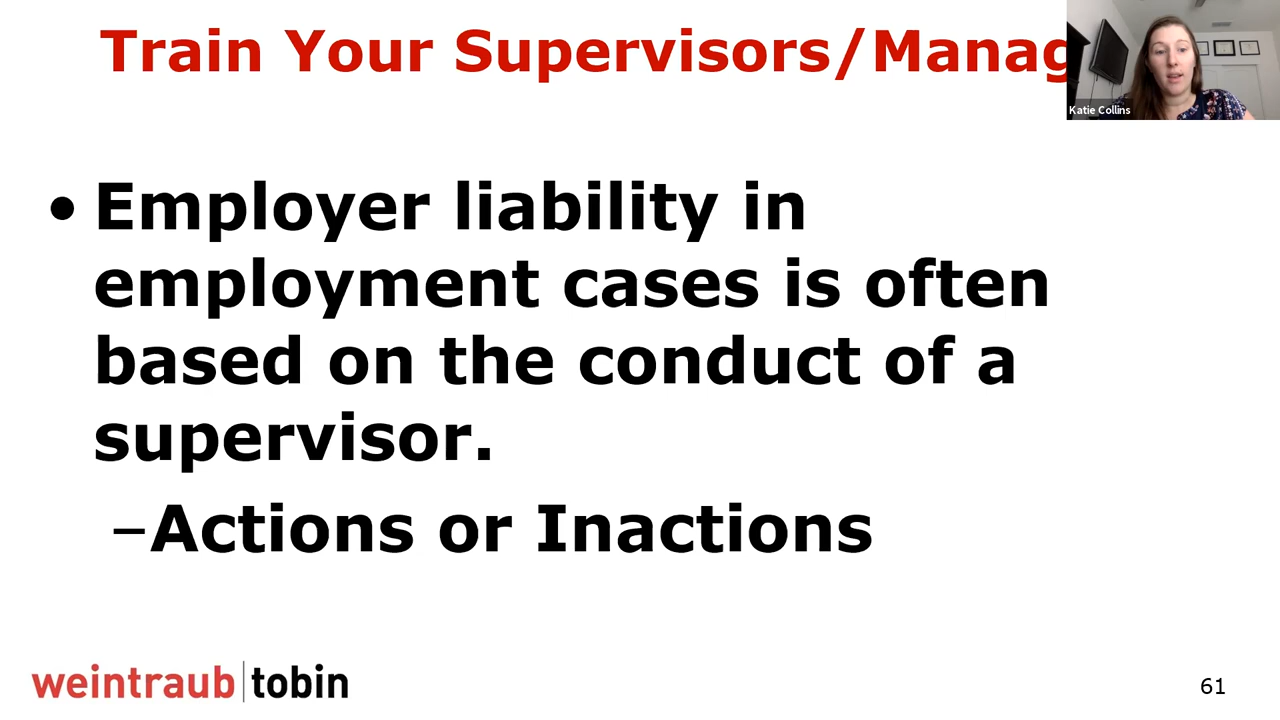 Train Your Supervisors/Manag
Katie Collins
• Employer liability in
employment cases is often
based on the conduct of a
supervisor.
–Actions or Inactions
weintraub tobin
61